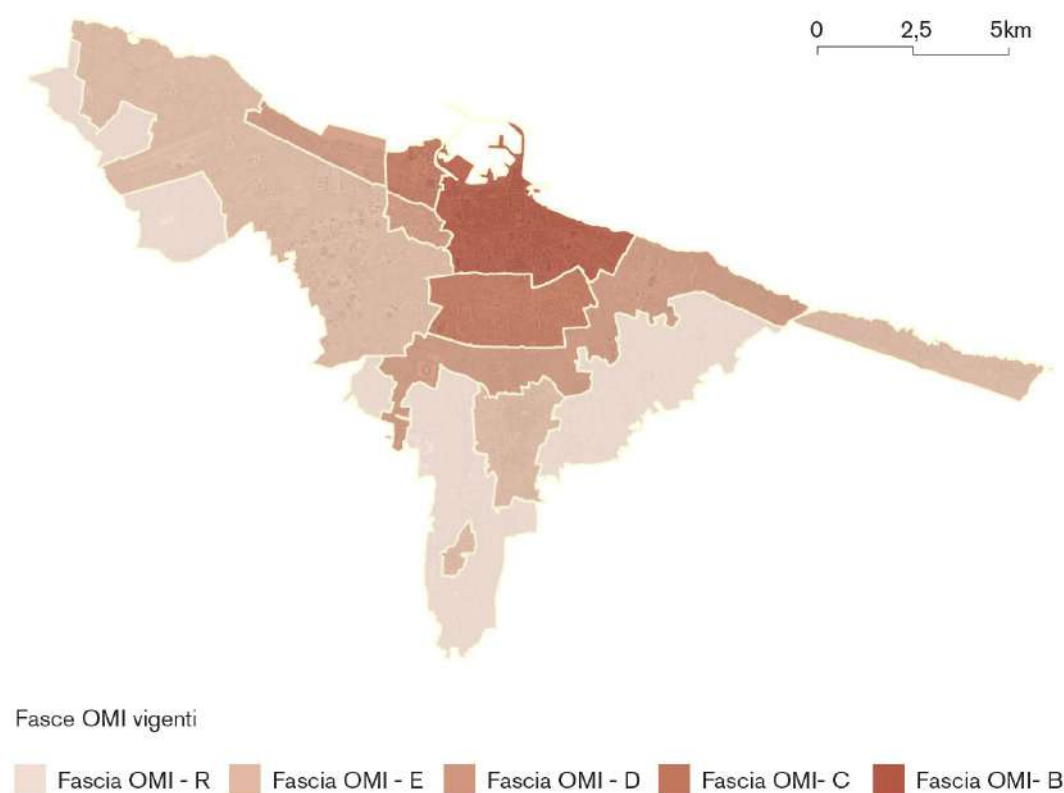 0 2,5 5km
Fasce OMI vigenti
Fascia OMI - R Fascia OMI - E Fascia OMI - D Fascia OMI- C Fascia OMI- B